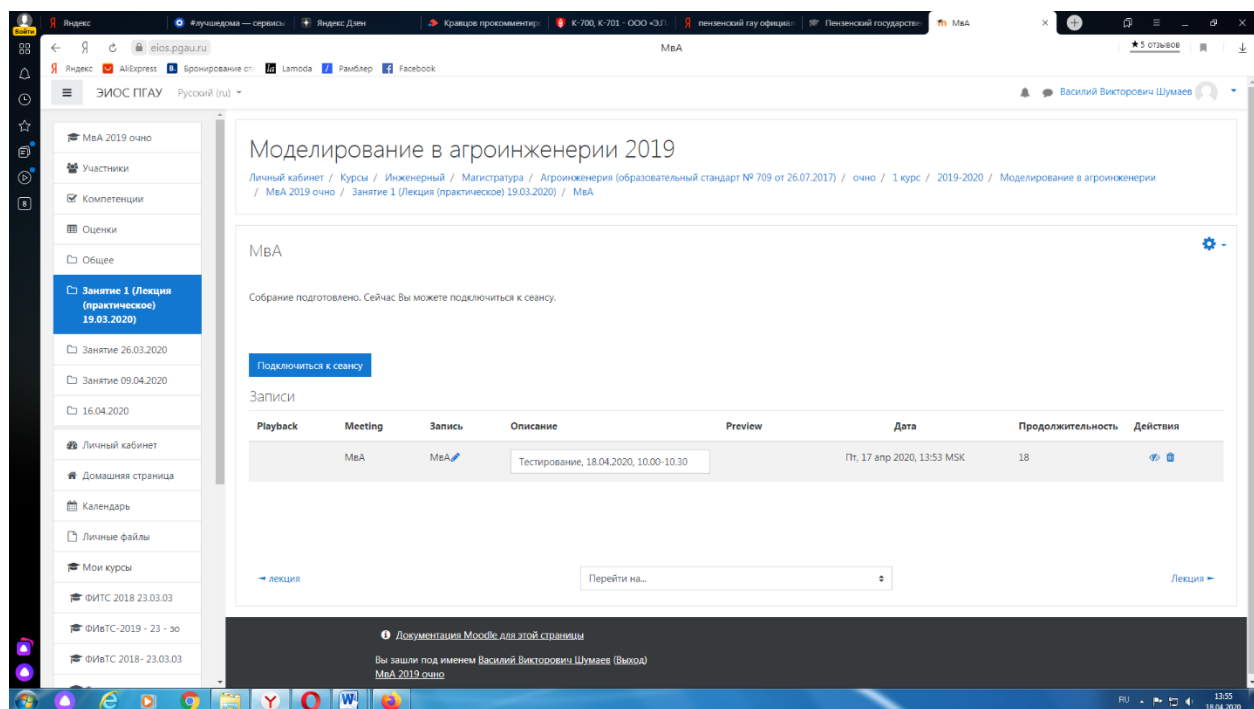 Войти
Яндекс
#лучшедома — сервисы
Яндекс.Дзен
Кравцов прокомментир
К-700, К-701 - ООО «ЗЛ
пензенский гау официал
Пензенский государстве
МвА
eios.pgau.ru
МвА
5 отзывов
Яндекс
AliExpress
Бронирование от
Lamoda
Рамблер
Facebook
ЭИОС ПГАУ
Русский (ru)
Василий Викторович Шумаев
МвА 2019 очно
Участники
Компетенции
Оценки
Общее
Занятие 1 (Лекция
(практическое)
19.03.2020)
Занятие 26.03.2020
Занятие 09.04.2020
16.04.2020
Личный кабинет
Домашняя страница
Календарь
Личные файлы
Мои курсы
ФИТС 2018 23.03.03
ФИвТС-2019 - 23 - зо
ФИвТС 2018- 23.03.03
Моделирование в агроинженерии 2019
Личный кабинет / Курсы / Инженерный / Магистратура / Агроинженерия (образовательный стандарт № 709 от 26.07.2017) / очно / 1 курс / 2019-2020 / Моделирование в агроинженерии
/ МвА 2019 очно / Занятие 1 (Лекция (практическое) 19.03.2020) / МвА
МвА
Собрание подготовлено. Сейчас Вы можете подключиться к сеансу.
Подключиться к сеансу
Записи
Playback Meeting Запись Описание Preview Дата Продолжительность Действия
МвА МвА Тестирование, 18.04.2020, 10.00-10.30 Пт, 17 апр 2020, 13:53 MSK 18
◄ лекция
Перейти на...
Лекция ►
Документация Moodle для этой страницы
Вы зашли под именем Василий Викторович Шумаев (Выход)
МвА 2019 очно
RU
13:55
18.04.2020